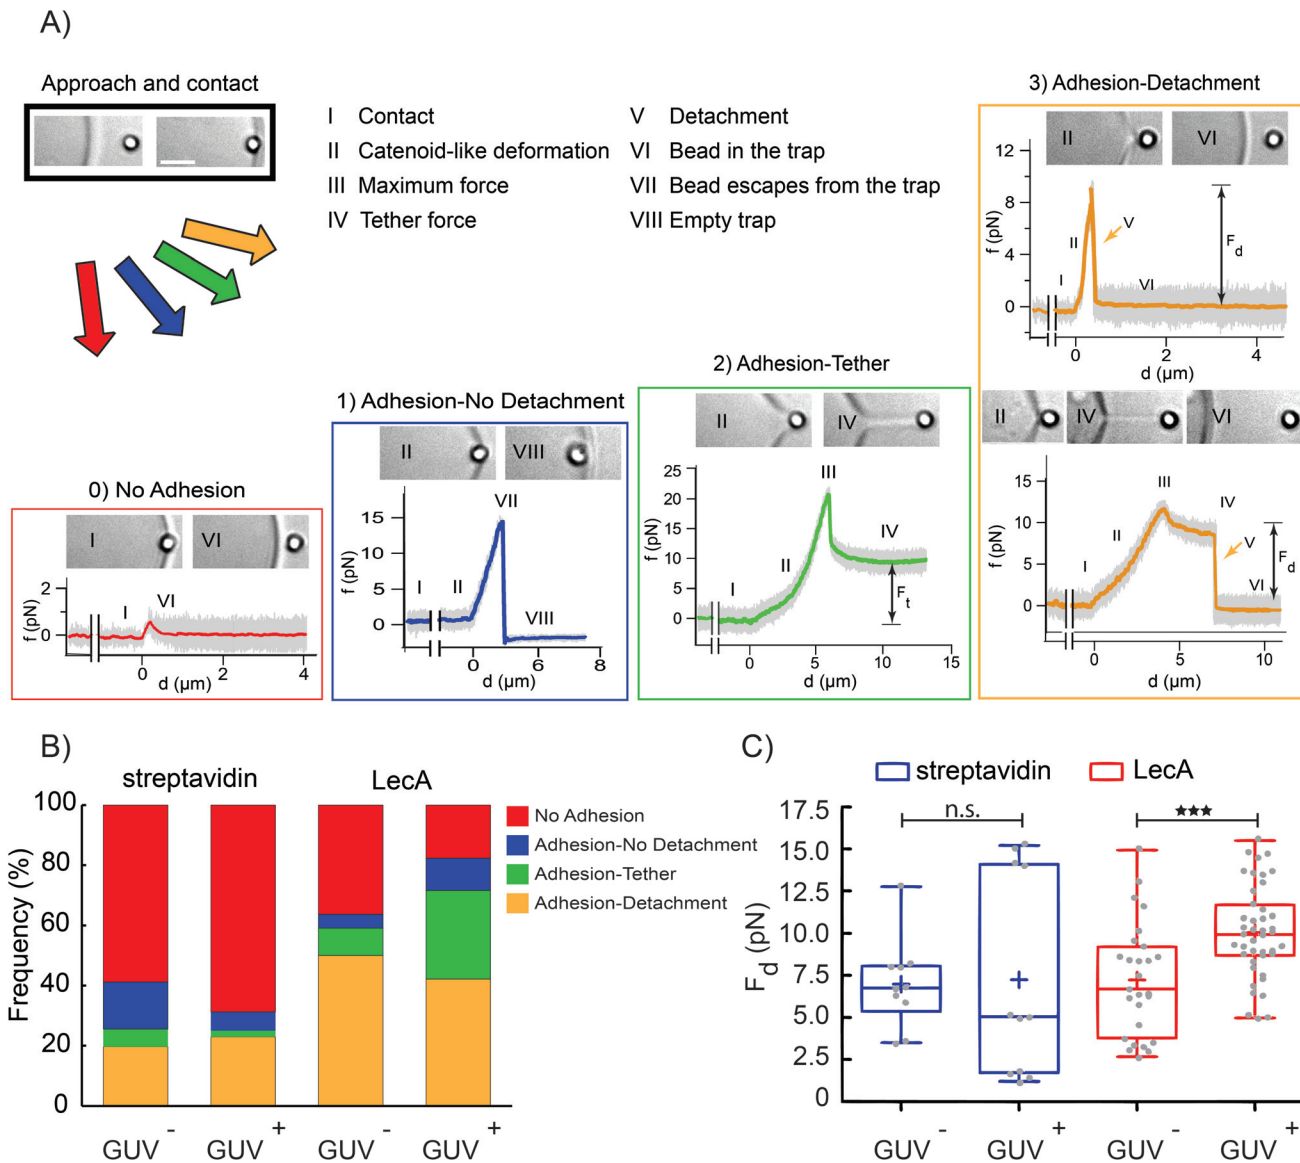 A)
Approach and contact
I Contact
II Catenoid-like deformation
III Maximum force
IV Tether force
V Detachment
VI Bead in the trap
VII Bead escapes from the trap
VIII Empty trap
0) No Adhesion
I
VI
2
0
f (pN)
I
VI
0
2
4
d (µm)
1) Adhesion-No Detachment
II
VIII
15
10
5
0
f (pN)
I
II
VII
VIII
0
6
8
d (µm)
2) Adhesion-Tether
II
IV
25
20
15
10
5
0
f (pN)
I
II
III
IV
Ft
0
5
10
15
d (µm)
3) Adhesion-Detachment
II
VI
12
8
4
0
f (pN)
I
II
V
VI
Fd
0
2
4
d (µm)
II
IV
VI
15
10
5
0
f (pN)
I
II
III
IV
V
VI
Fd
0
5
10
d (µm)
B)
streptavidin
LecA
100
80
60
40
20
0
Frequency (%)
GUV -
GUV +
GUV -
GUV +
No Adhesion
Adhesion-No Detachment
Adhesion-Tether
Adhesion-Detachment
C)
streptavidin
LecA
17.5
15.0
12.5
10.0
7.5
5.0
2.5
0
Fd (pN)
n.s.
★★★
GUV -
GUV +
GUV -
GUV +